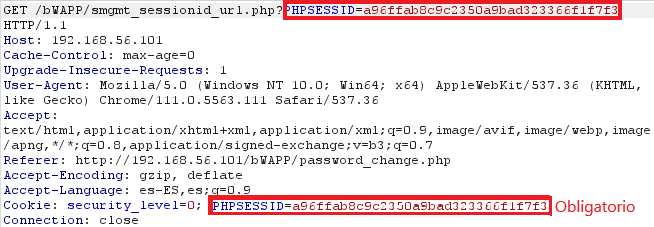 GET /bWAPP/smgmt_sessionid_url.php?PHPSESSID=a96ffab8c9c2350a9bad323366f1f7f3
HTTP/1.1
Host: 192.168.56.101
Cache-Control: max-age=0
Upgrade-Insecure-Requests: 1
User-Agent: Mozilla/5.0 (Windows NT 10.0; Win64; x64) AppleWebKit/537.36 (KHTML,
like Gecko) Chrome/111.0.5563.111 Safari/537.36
Accept:
text/html,application/xhtml+xml,application/xml;q=0.9,image/avif,image/webp,image
/apng,*/*;q=0.8,application/signed-exchange;v=b3;q=0.7
Referer: http://192.168.56.101/bWAPP/password_change.php
Accept-Encoding: gzip, deflate
Accept-Language: es-ES,es;q=0.9
Cookie: security_level=0; PHPSESSID=a96ffab8c9c2350a9bad323366f1f7f3 Obligatorio
Connection: close